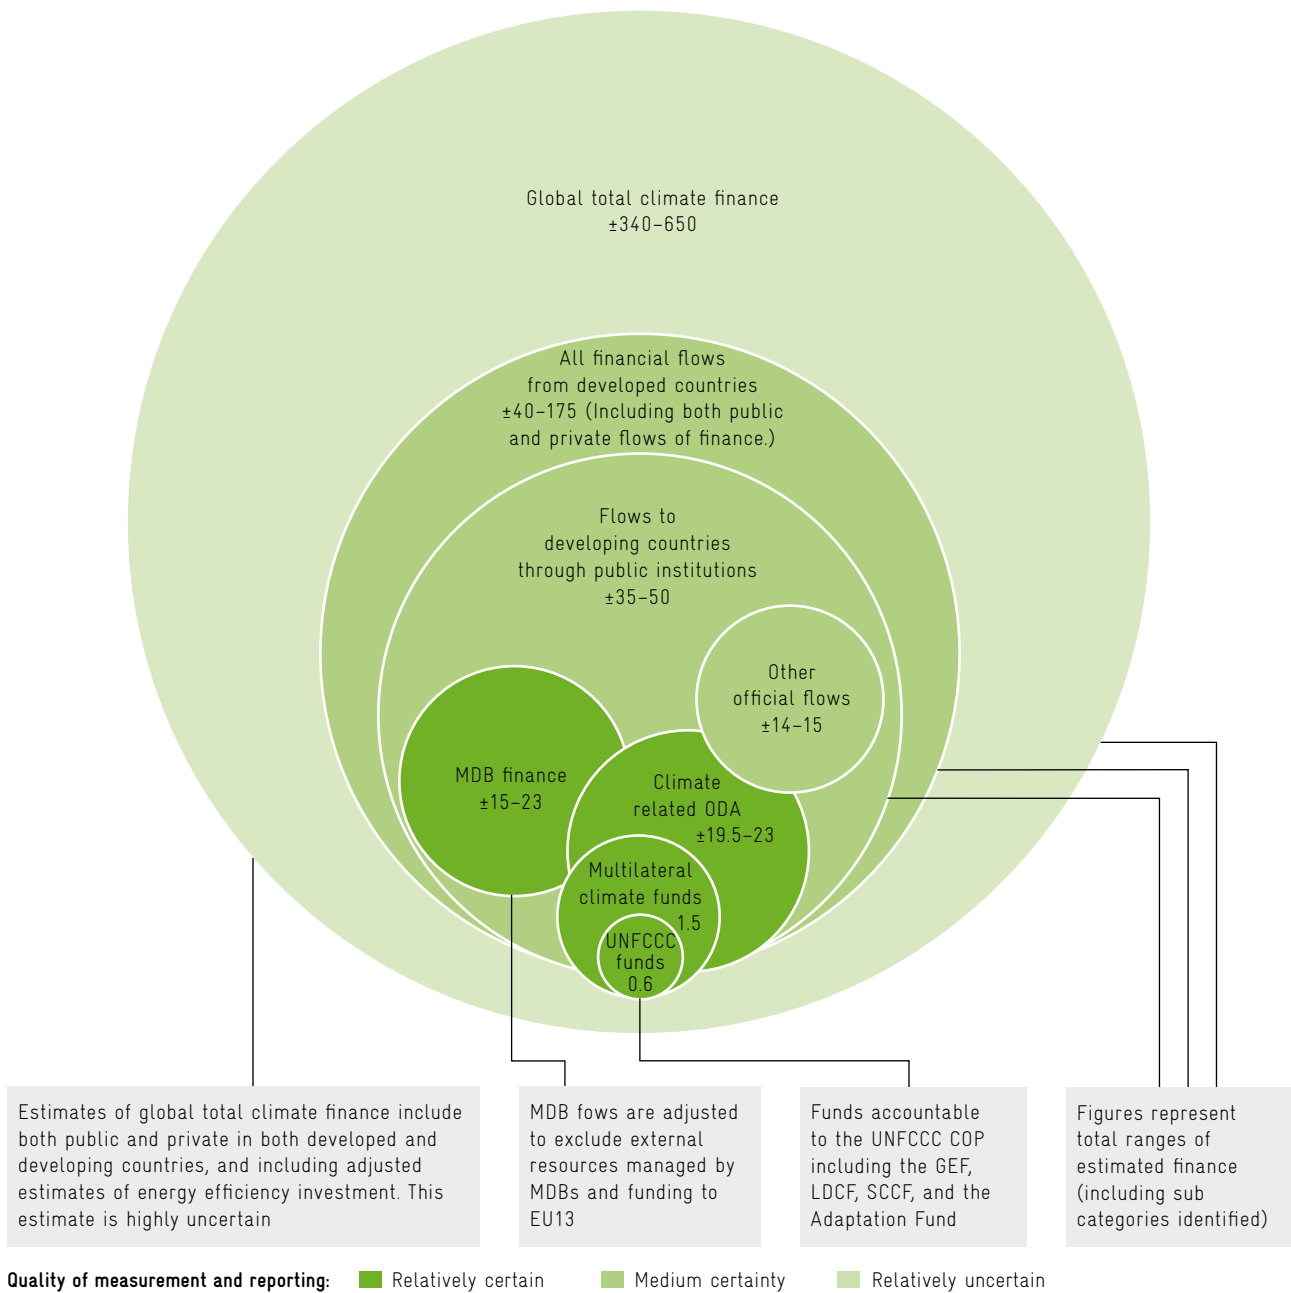 Global total climate finance
±340–650
All financial flows
from developed countries
±40–175 (Including both public
and private flows of finance.)
Flows to
developing countries
through public institutions
±35–50
Other
official flows
±14–15
MDB finance
±15–23
Climate
related ODA
±19.5–23
Multilateral
climate funds
1.5
UNFCCC
funds
0.6
Estimates of global total climate finance include
both public and private in both developed and
developing countries, and including adjusted
estimates of energy efficiency investment. This
estimate is highly uncertain
MDB fows are adjusted
to exclude external
resources managed by
MDBs and funding to
EU13
Funds accountable
to the UNFCCC COP
including the GEF,
LDCF, SCCF, and the
Adaptation Fund
Figures represent
total ranges of
estimated finance
(including sub
categories identified)
Quality of measurement and reporting: Relatively certain Medium certainty Relatively uncertain